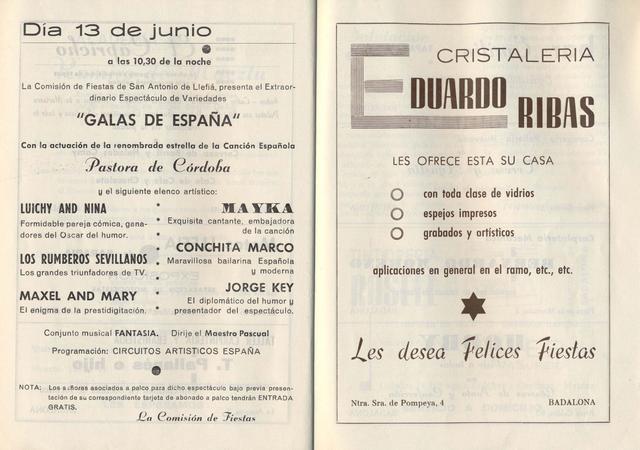 Día 13 de junio
a las 10,30 de la noche
La Comisión de Fiestas de San Antonio de Llefiá, presenta el Extraor-
dinario Espectáculo de Variedades
"GALAS DE ESPAÑA"
Con la actuación de la renombrada estrella de la Canción Española
Pastora de Córdoba
y el siguiente elenco artístico:
LUICHY AND NINA
Formidable pareja cómica, gana-
dores del Oscar del humor.
LOS RUMBEROS SEVILLANOS
Los grandes triunfadores de TV.
MAXEL AND MARY
El enigma de la prestidigitación.
MAYKA
Exquisita cantante, embajadora
de la canción
CONCHITA MARCO
Maravillosa bailarina Española
y moderna
JORGE KEY
El diplomático del humor y
presentador del espectáculo.
Conjunto musical FANTASIA. Dirije el Maestro Pascual
Programación: CIRCUITOS ARTISTICOS ESPAÑA
NOTA: Los señores asociados a palco para dicho espectáculo bajo previa presen-
tación de su correspondiente tarjeta de abonado a palco tendrán ENTRADA
GRATIS.
La Comisión de Fiestas
CRISTALERIA
EDUARDO
RIBAS
LES OFRECE ESTA SU CASA
con toda clase de vidrios
espejos impresos
grabados y artísticos
aplicaciones en general en el ramo, etc., etc.
Les desea Felices Fiestas
Ntra. Sra. de Pompeya, 4 BADALONA